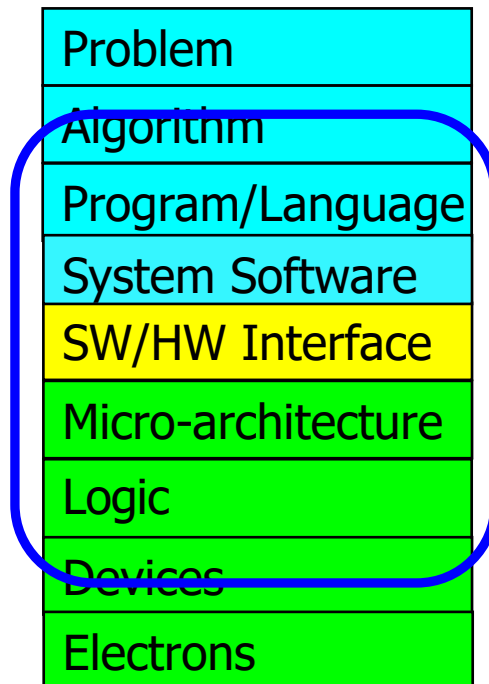 Problem
Algorithm
Program/Language
System Software
SW/HW Interface
Micro-architecture
Logic
Devices
Electrons